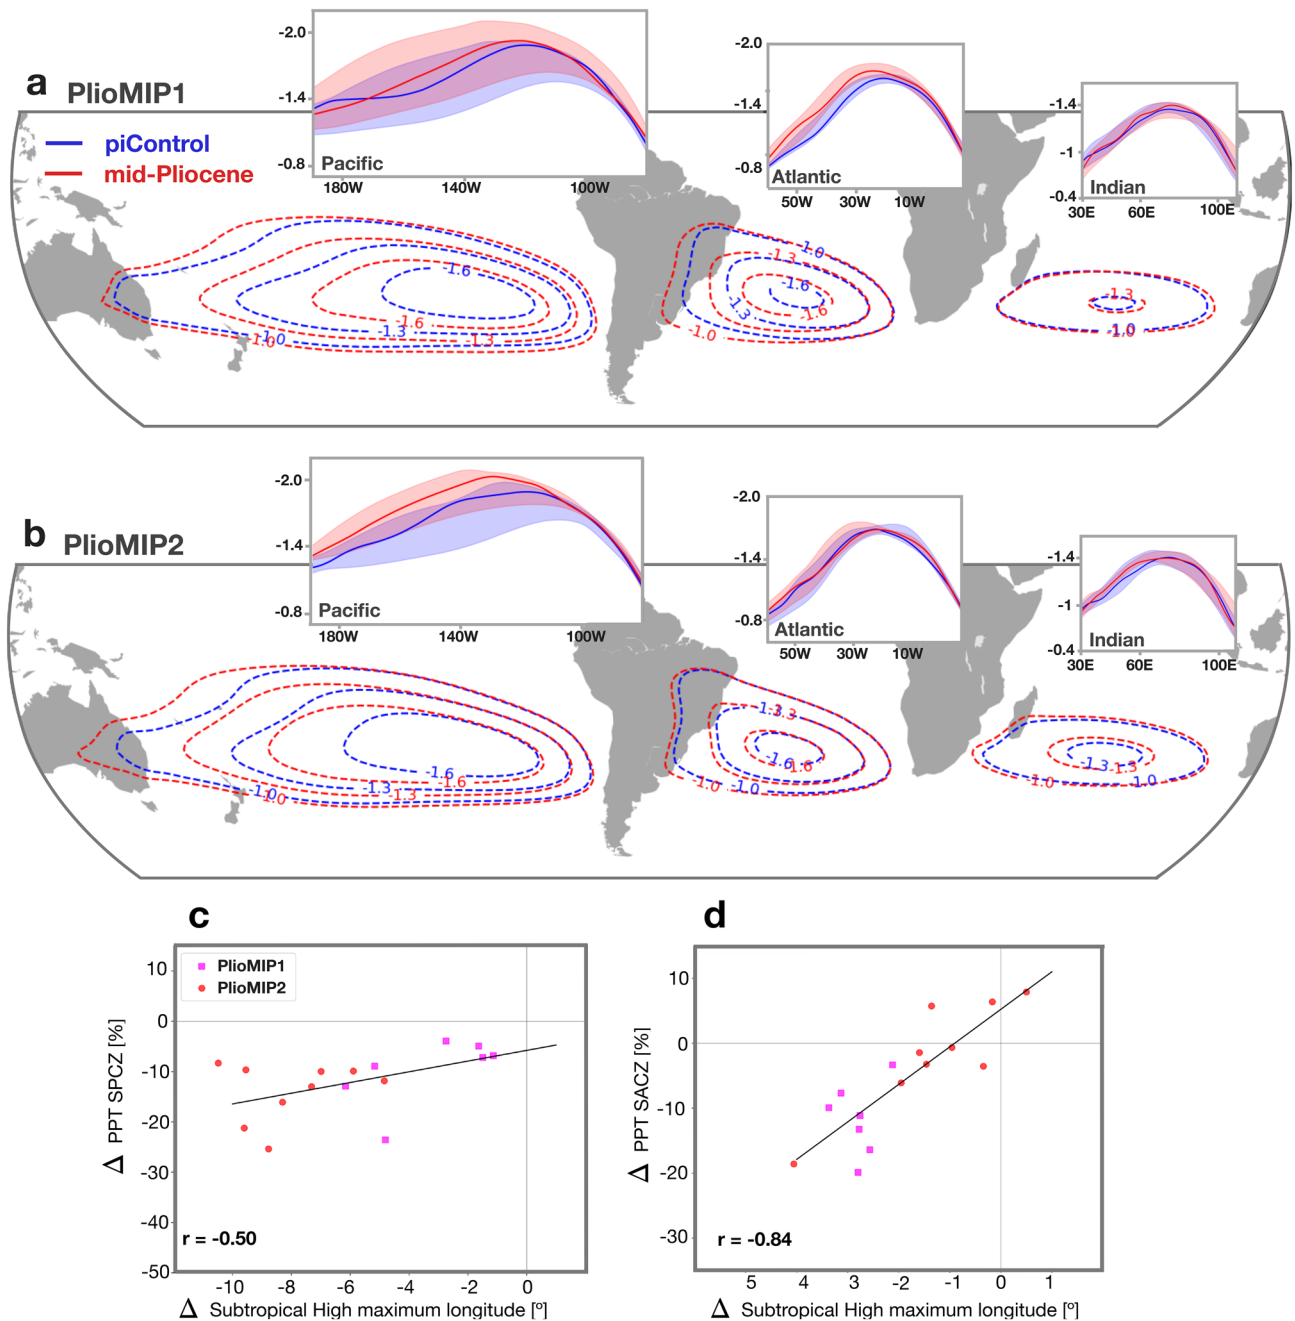 a PlioMIP1
piControl
mid-Pliocene
-2.0
-1.4
-0.8
Pacific
180W 140W 100W
-2.0
-1.4
-0.8
Atlantic
50W 30W 10W
-1.4
-1
-0.4
Indian
30E 60E 100E
-1.6
-1.6
-1.3
-1.3
-1.0
-1.0
-1.0
-1.3
-1.6
-1.3
-1.6
-1.0
-1.3
-1.0
-1.0
b PlioMIP2
-2.0
-1.4
-0.8
Pacific
180W 140W 100W
-2.0
-1.4
-0.8
Atlantic
50W 30W 10W
-1.4
-1
-0.4
Indian
30E 60E 100E
-1.6
-1.6
-1.3
-1.3
-1.0
-1.0
-1.3
-1.6
-1.6
-1.0
-1.0
-1.3
-1.3
-1.0
-1.0
c
PlioMIP1
PlioMIP2
10
0
-10
-20
-30
-40
-50
Δ PPT SPCZ [%]
r = -0.50
-10 -8 -6 -4 -2 0
Δ Subtropical High maximum longitude [º]
d
10
0
-10
-20
-30
Δ PPT SACZ [%]
r = -0.84
5 4 3 -2 -1 0 1
Δ Subtropical High maximum longitude [º]